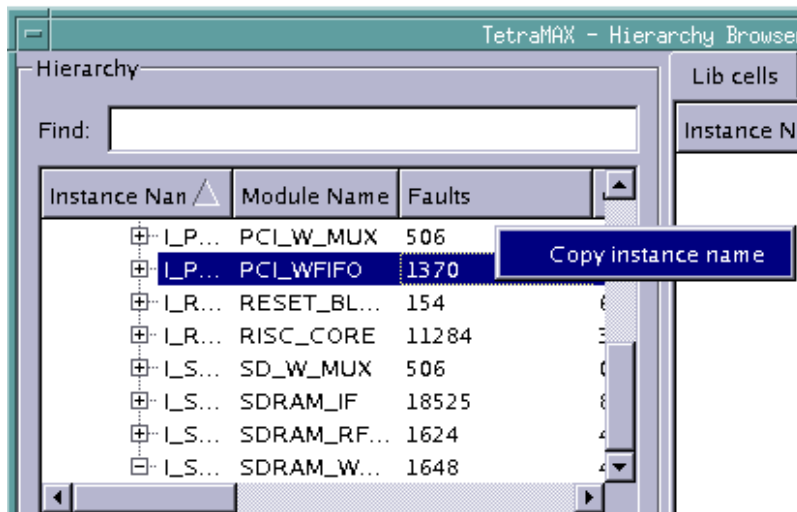 TetraMAX - Hierarchy Browse
Hierarchy
Lib cells
Find:
Instance N
Instance Nan Module Name Faults
I_P... PCI_W_MUX 506
Copy instance name
I_P... PCI_WFIFO 1370
I_R... RESET_BL... 154
I_R... RISC_CORE 11284
I_S... SD_W_MUX 506
I_S... SDRAM_IF 18525
I_S... SDRAM_RF... 1624
I_S... SDRAM_W... 1648